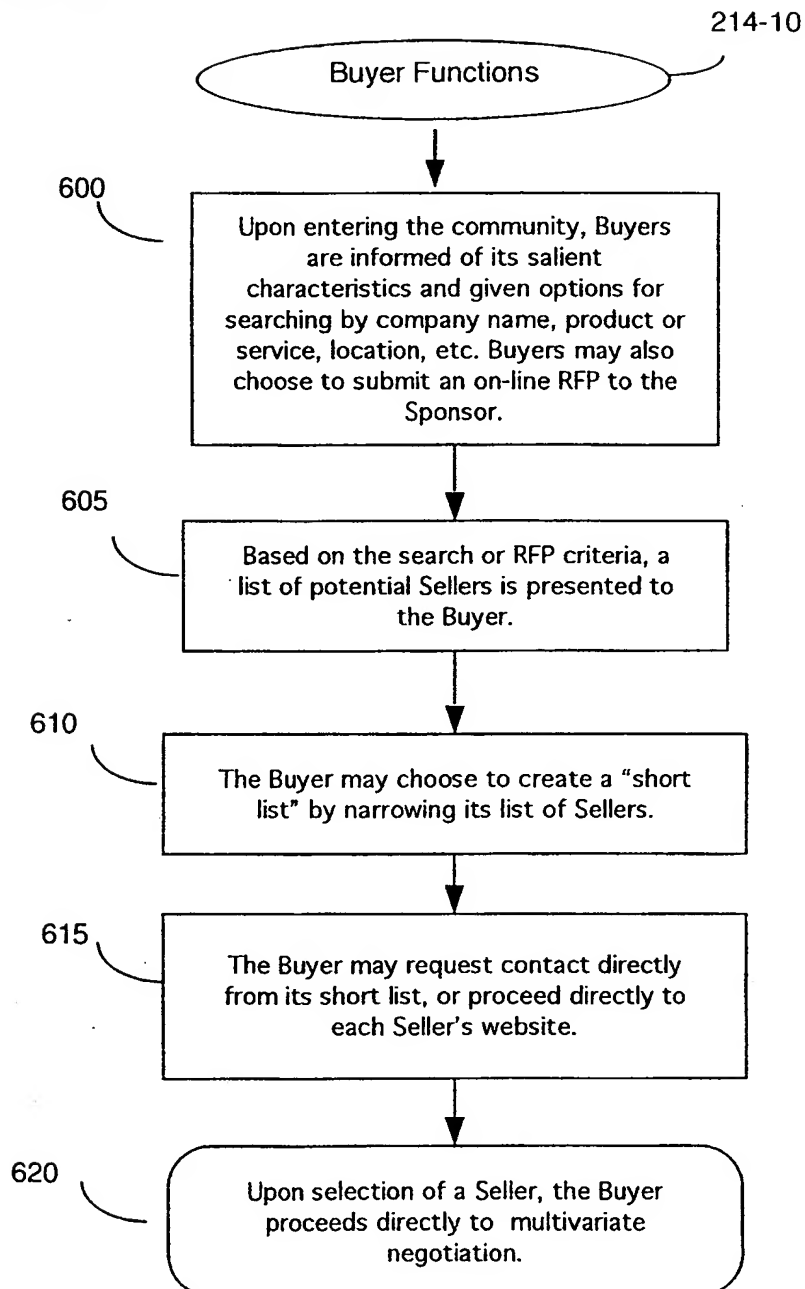 214-10
Buyer Functions
600
Upon entering the community, Buyers
are informed of its salient
characteristics and given options for
searching by company name, product or
service, location, etc. Buyers may also
choose to submit an on-line RFP to the
Sponsor.
605
Based on the search or RFP criteria, a
list of potential Sellers is presented to
the Buyer.
610
The Buyer may choose to create a “short
list” by narrowing its list of Sellers.
615
The Buyer may request contact directly
from its short list, or proceed directly to
each Seller's website.
620
Upon selection of a Seller, the Buyer
proceeds directly to multivariate
negotiation.